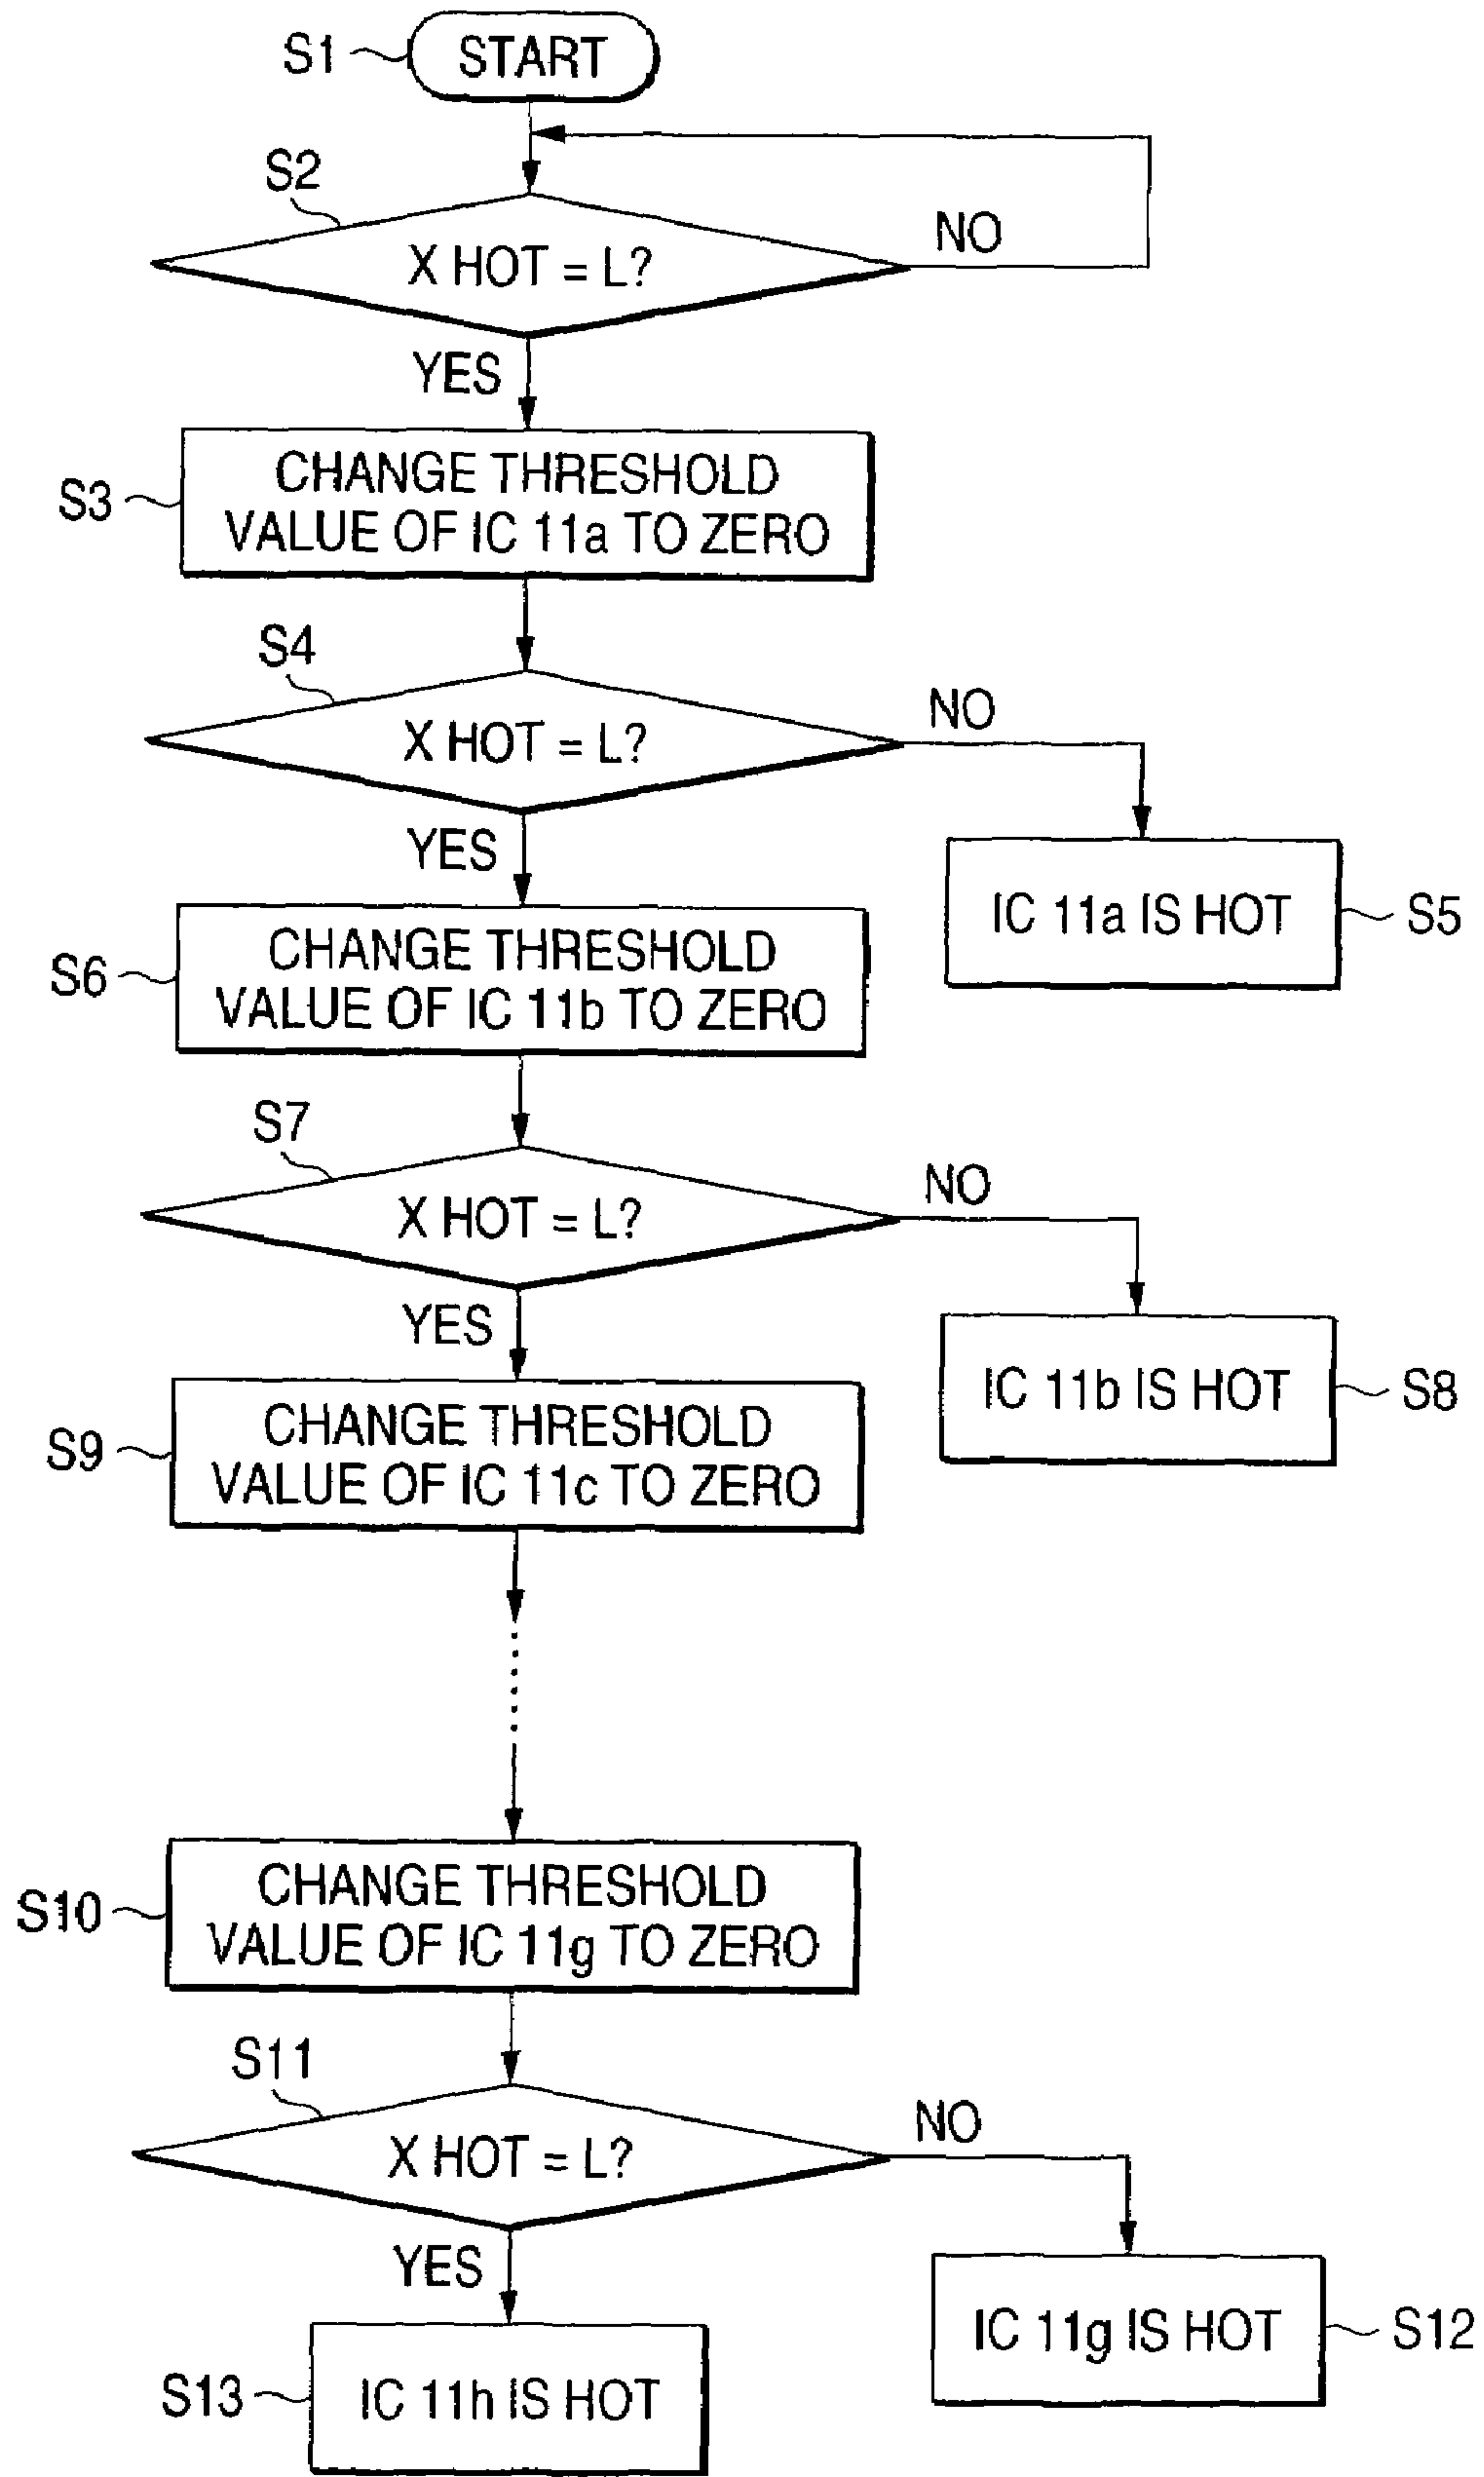 S1
START
S2
X HOT = L?
NO
YES
S3
CHANGE THRESHOLD
VALUE OF IC 11a TO ZERO
S4
X HOT = L?
NO
YES
IC 11a IS HOT
S5
S6
CHANGE THRESHOLD
VALUE OF IC 11b TO ZERO
S7
X HOT = L?
NO
YES
IC 11b IS HOT
S8
S9
CHANGE THRESHOLD
VALUE OF IC 11c TO ZERO
S10
CHANGE THRESHOLD
VALUE OF IC 11g TO ZERO
S11
X HOT = L?
NO
YES
IC 11g IS HOT
S12
S13
IC 11h IS HOT